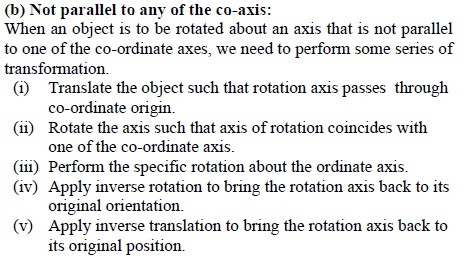 (b) Not parallel to any of the co-axis:
When an object is to be rotated about an axis that is not parallel
to one of the co-ordinate axes, we need to perform some series of
transformation.
(i) Translate the object such that rotation axis passes through
co-ordinate origin.
(ii) Rotate the axis such that axis of rotation coincides with
one of the co-ordinate axis.
(iii) Perform the specific rotation about the ordinate axis.
(iv) Apply inverse rotation to bring the rotation axis back to its
original orientation.
(v) Apply inverse translation to bring the rotation axis back to
its original position.